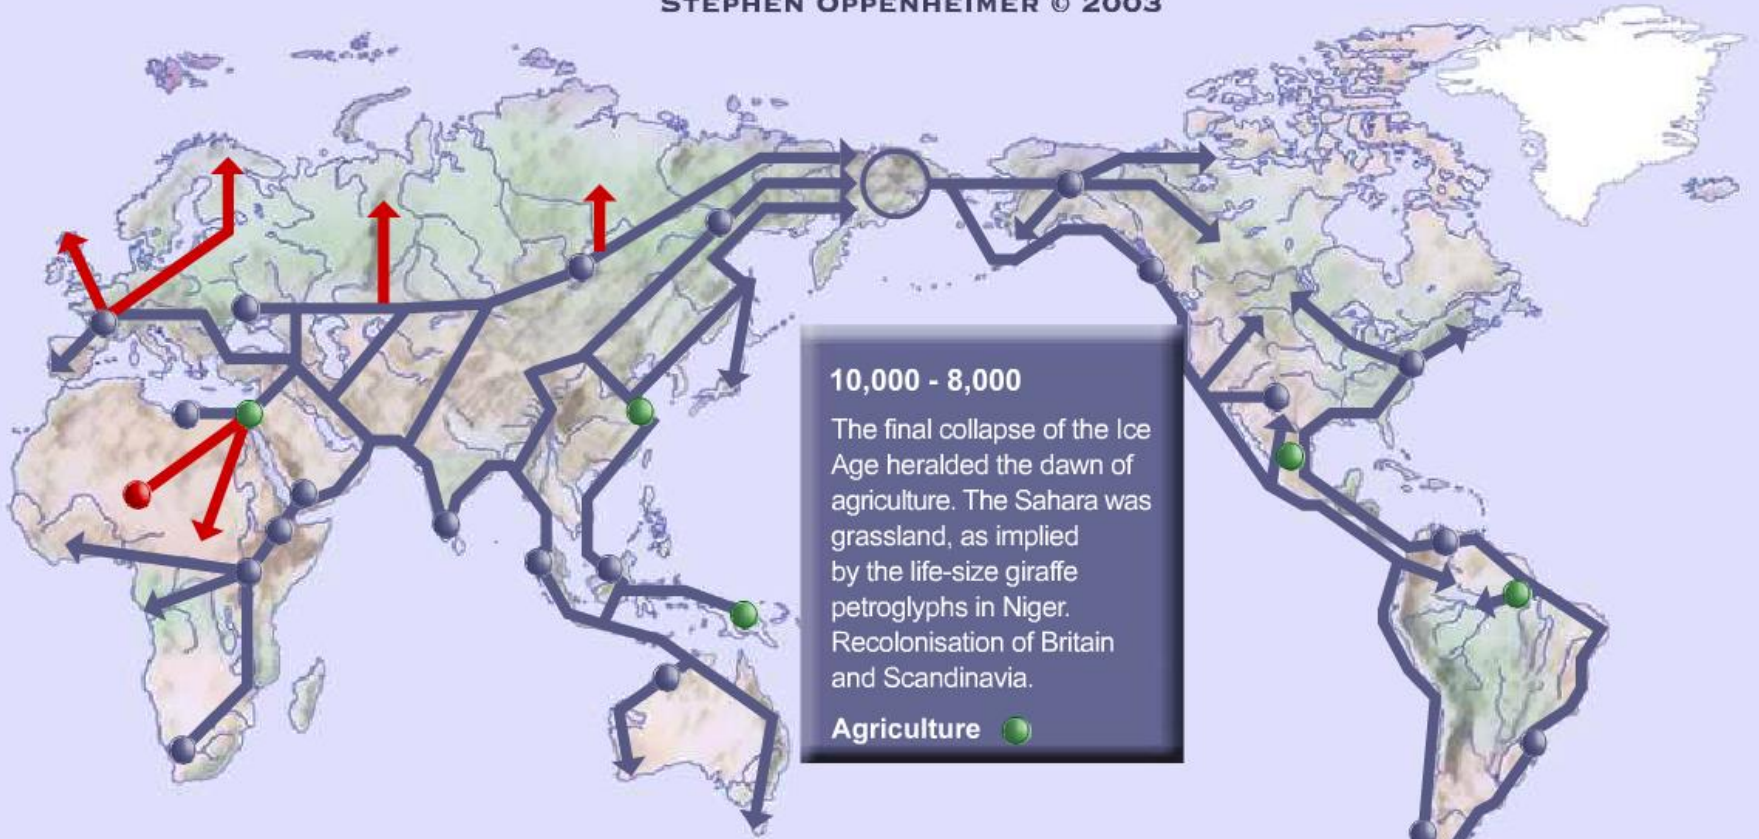 STEPHEN OPPENHEIMER © 2003
10,000 - 8,000
The final collapse of the Ice
Age heralded the dawn of
agriculture. The Sahara was
grassland, as implied
by the life-size giraffe
petroglyphs in Niger.
Recolonisation of Britain
and Scandinavia.
Agriculture